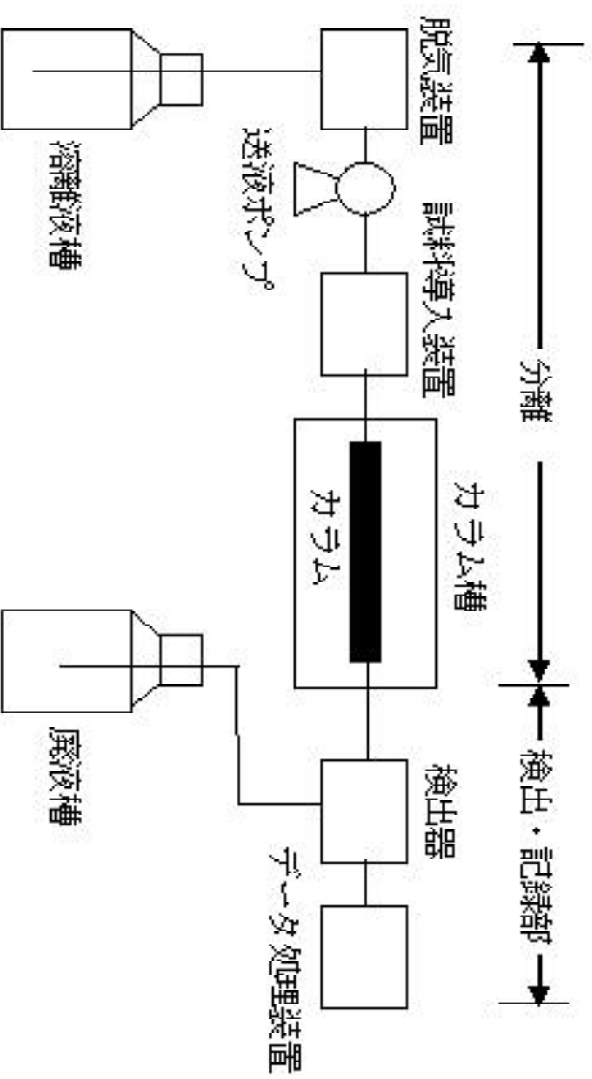 分離
検出・記録部
脱気装置
試料導入装置
カラム槽
検出器
カラム
送液ポンプ
データ処理装置
溶離液槽
廃液槽